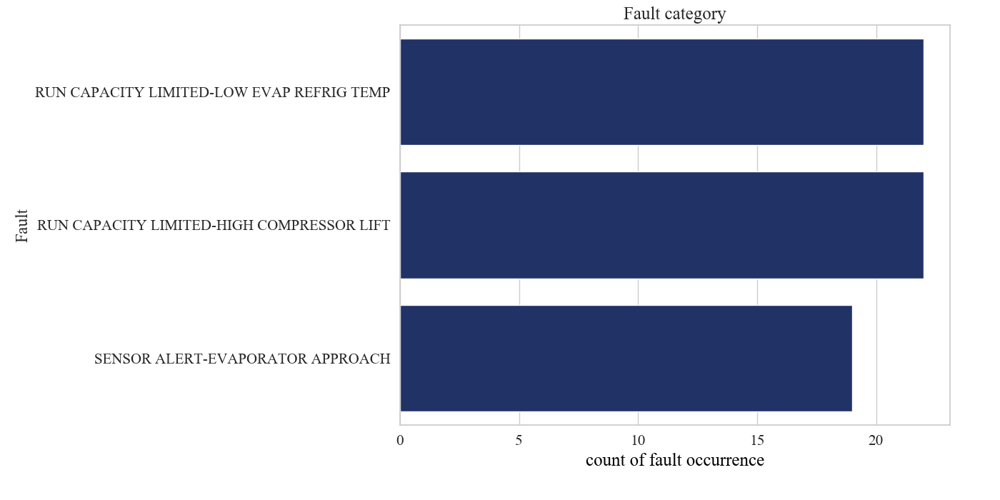 Fault category
RUN CAPACITY LIMITED-LOW EVAP REFRIG TEMP
RUN CAPACITY LIMITED-HIGH COMPRESSOR LIFT
SENSOR ALERT-EVAPORATOR APPROACH
Fault
0 5 10 15 20
count of fault occurrence